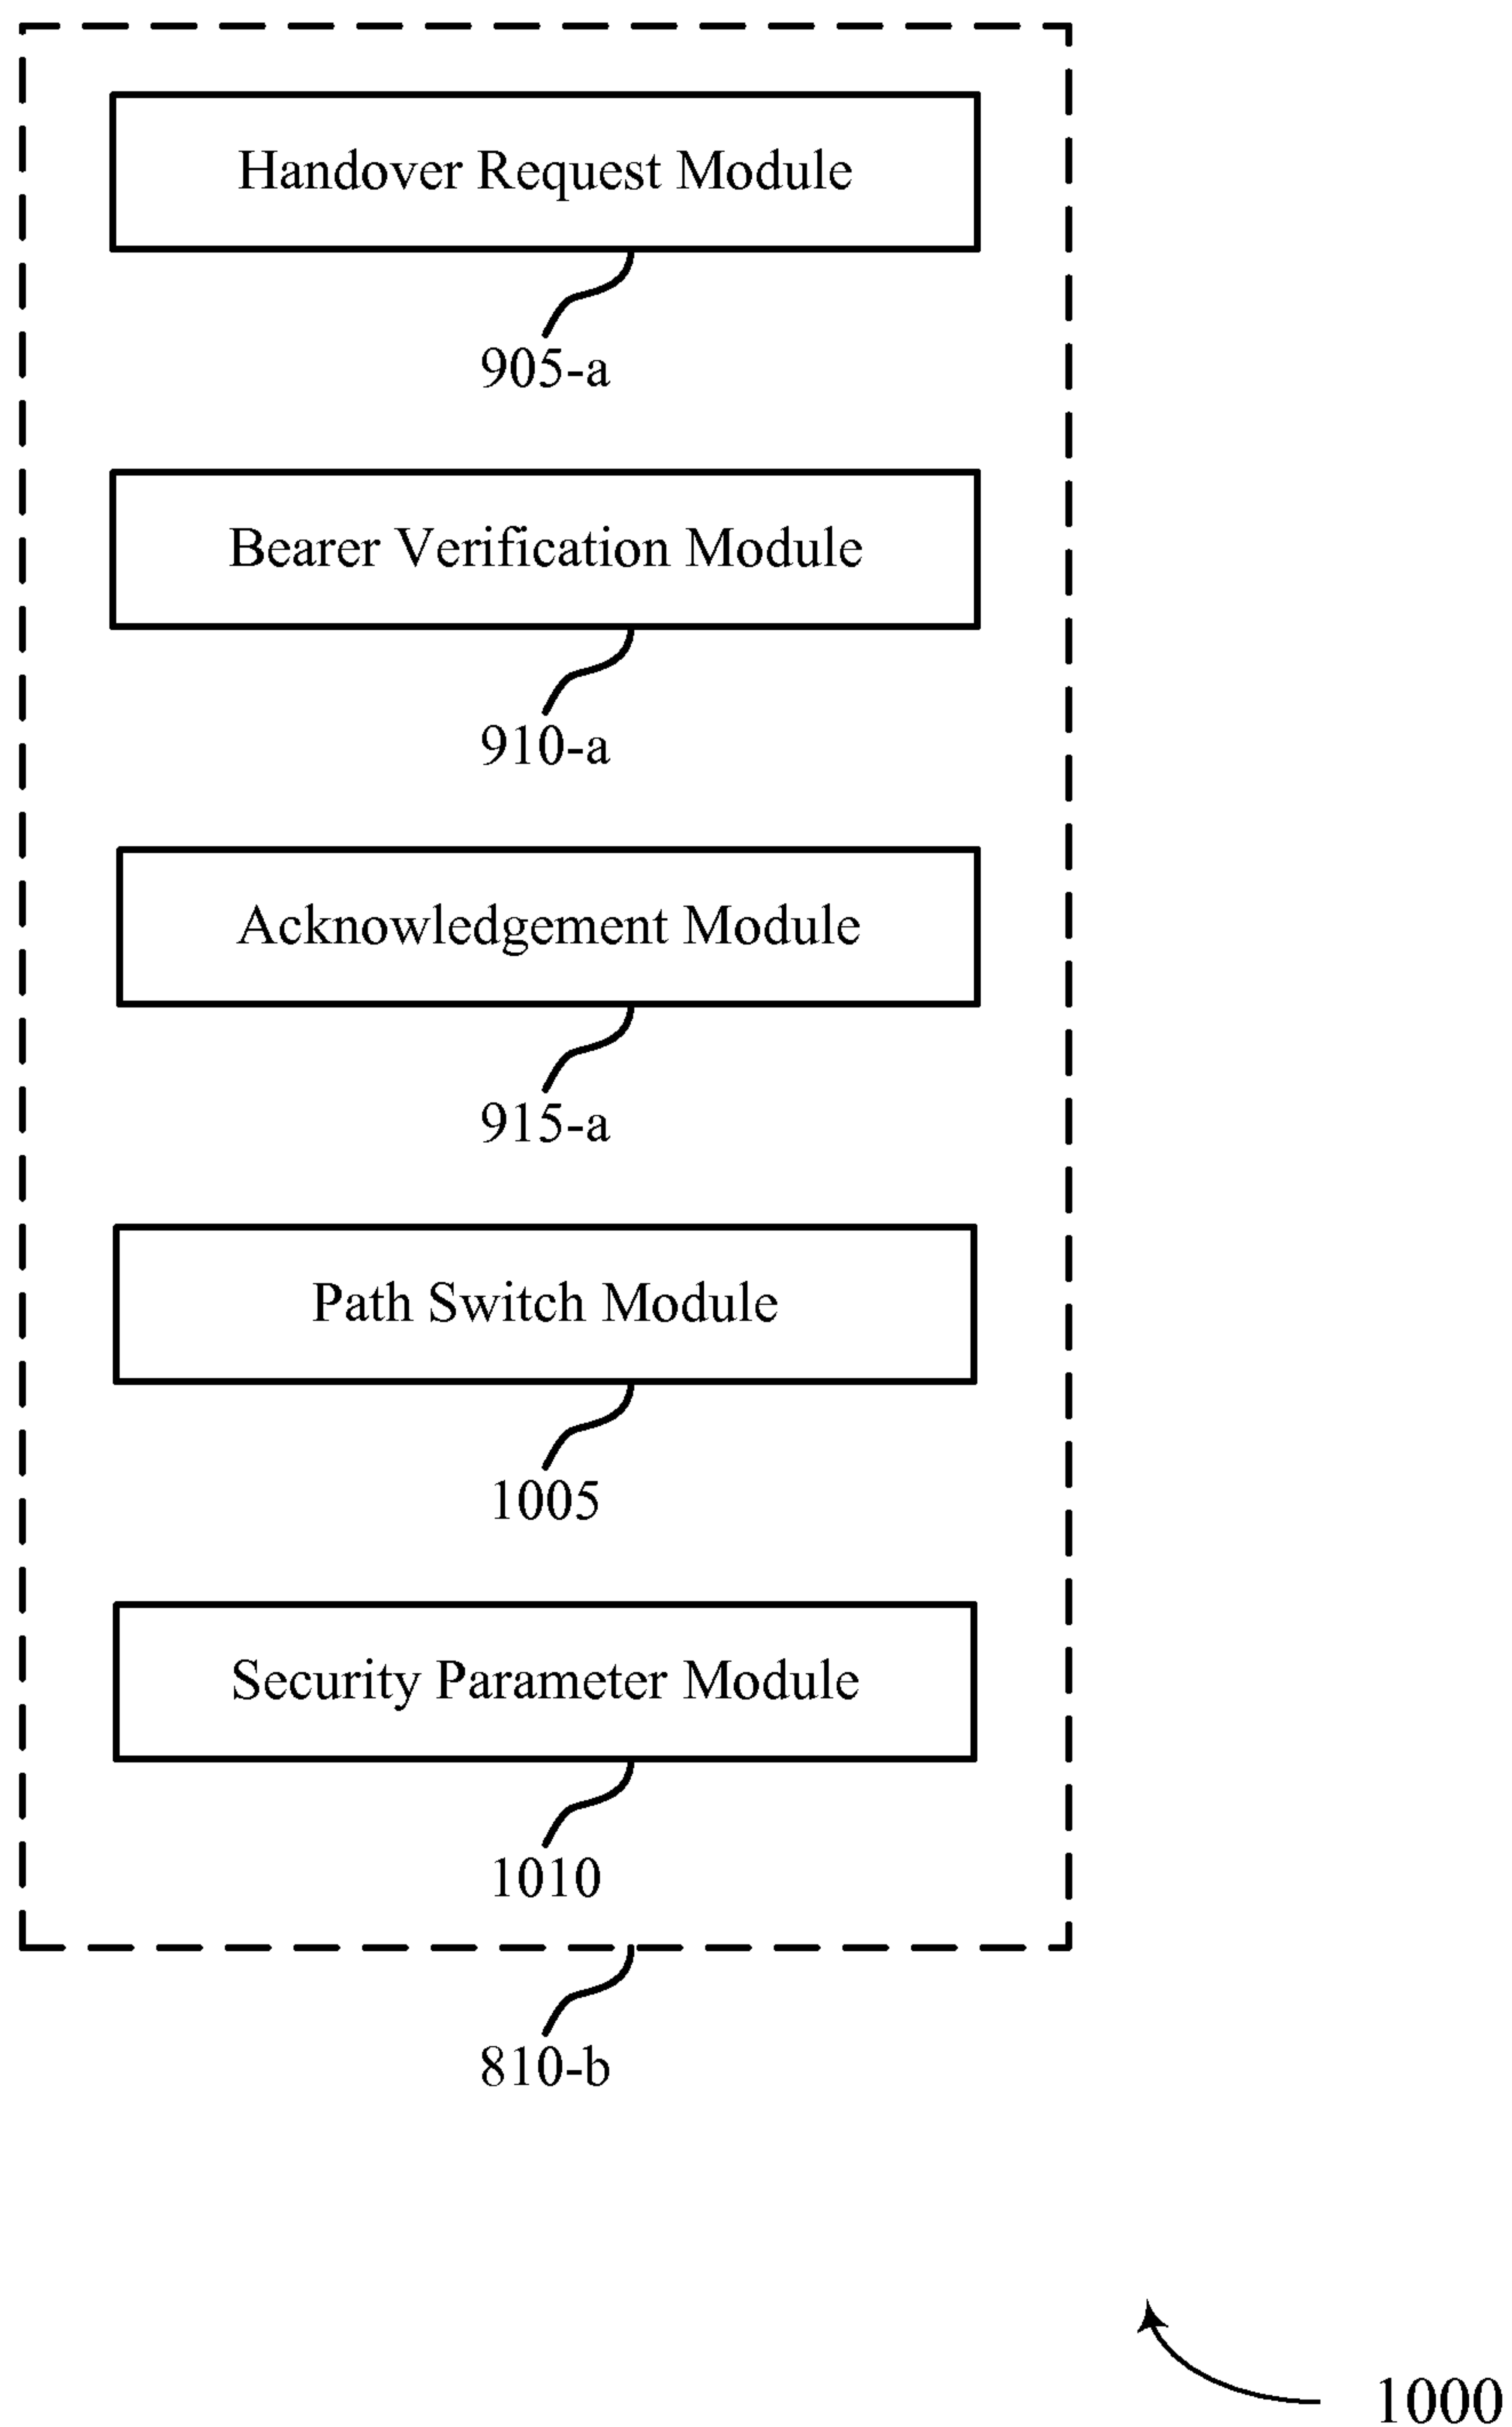 Handover Request Module
905-a
Bearer Verification Module
910-a
Acknowledgement Module
915-a
Path Switch Module
1005
Security Parameter Module
1010
810-b
1000